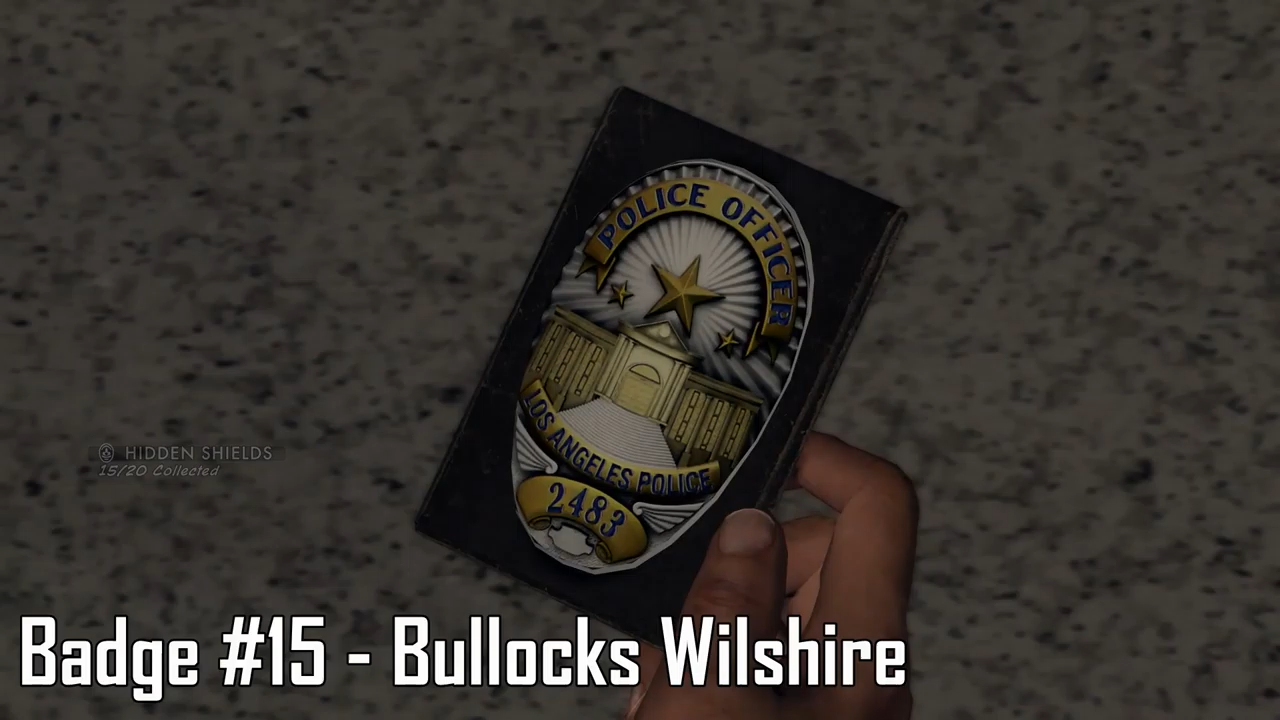 POLICE OFFICER
LOS ANGELES POLICE
2483
HIDDEN SHIELDS
15/20 Collected
Badge #15 - Bullocks Wilshire